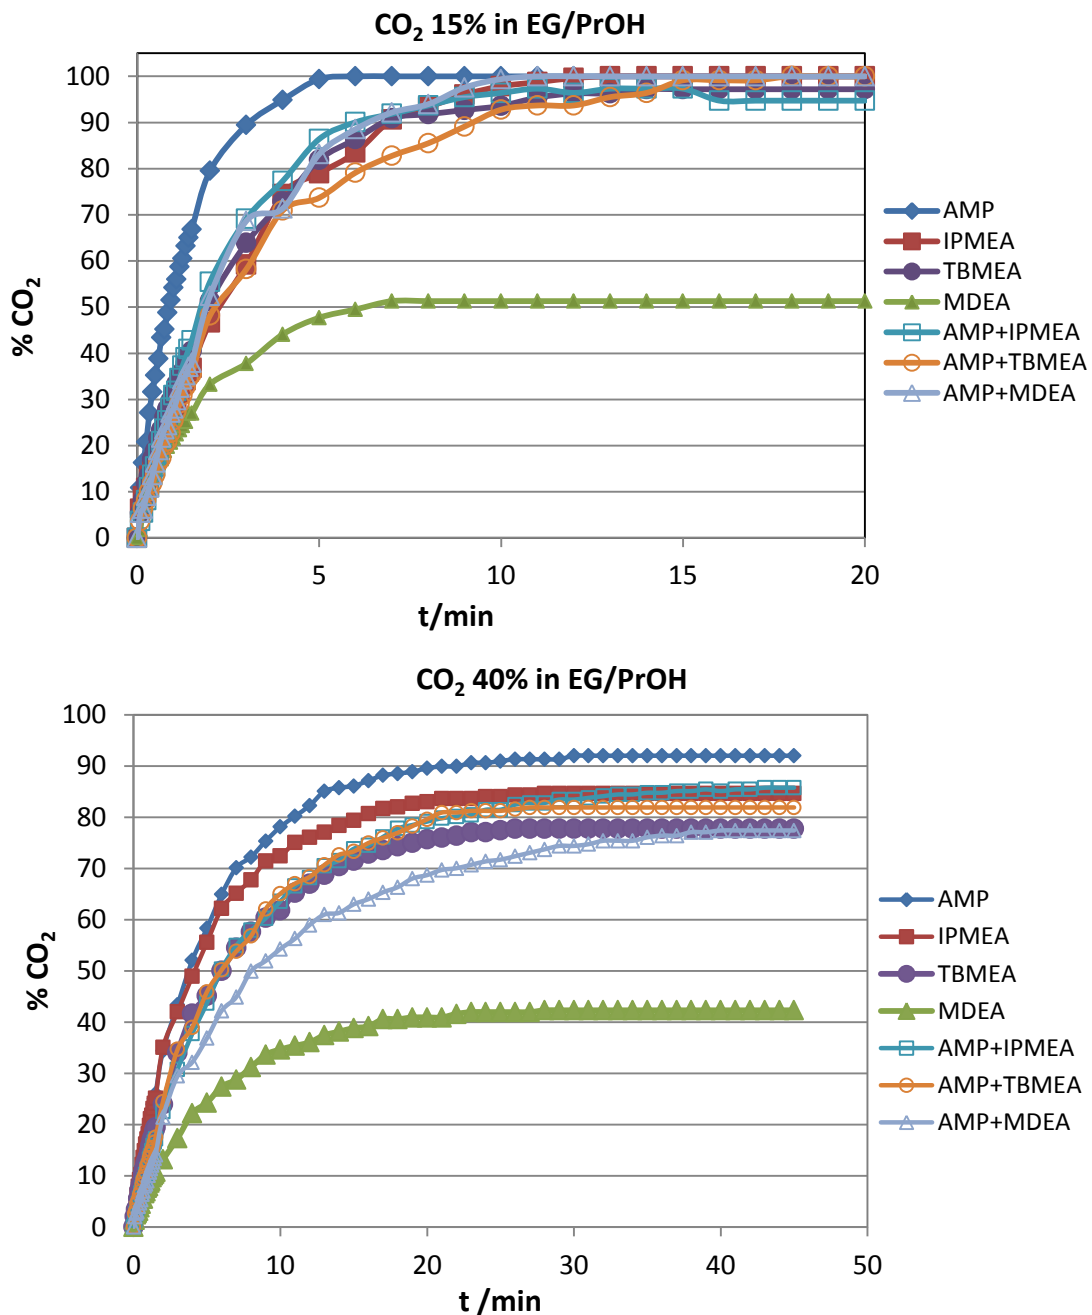 CO₂ 15% in EG/PrOH
100
90
80
70
60
50
40
30
20
10
0
% CO₂
0 5 10 15 20
t/min
AMP
IPMEA
TBMEA
MDEA
AMP+IPMEA
AMP+TBMEA
AMP+MDEA
CO₂ 40% in EG/PrOH
100
90
80
70
60
50
40
30
20
10
0
% CO₂
0 10 20 30 40 50
t /min
AMP
IPMEA
TBMEA
MDEA
AMP+IPMEA
AMP+TBMEA
AMP+MDEA